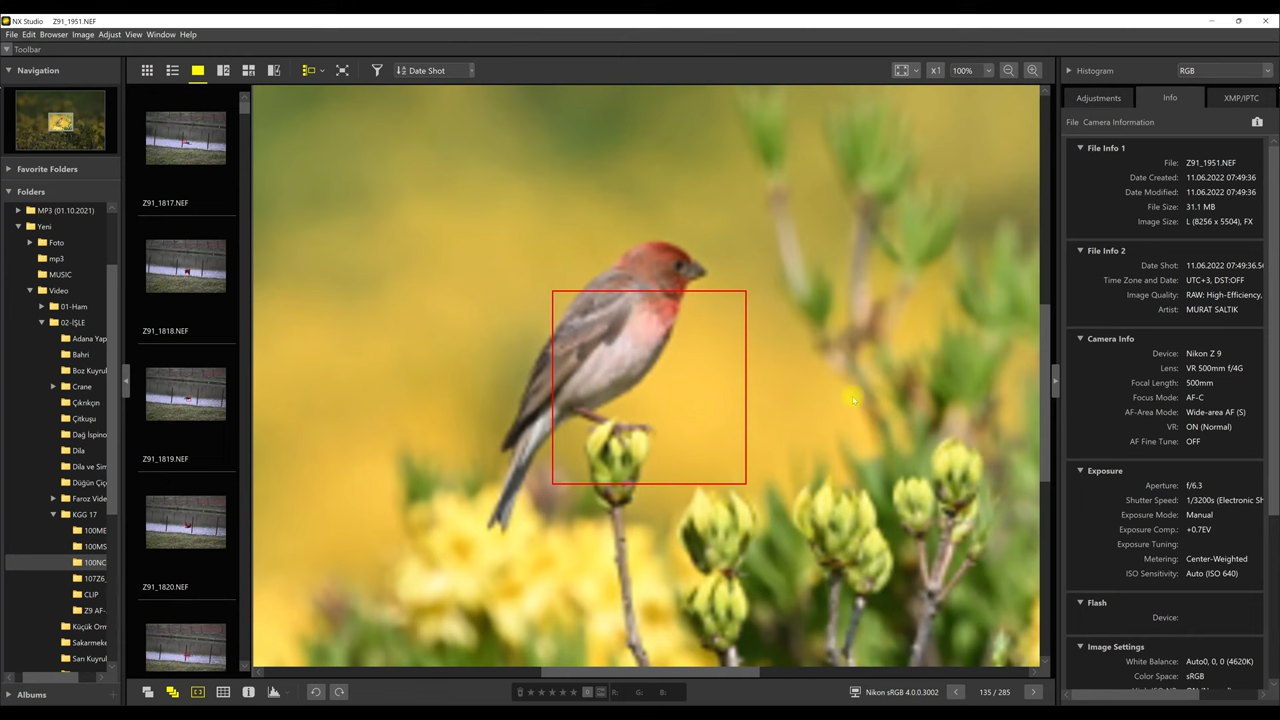 NX Studio Z91_1951.NEF
File Edit Browser Image Adjust View Window Help
Toolbar
Navigation
Favorite Folders
Folders
MP3 (01.10.2021)
Yeni
Foto
mp3
MUSIC
Video
01-Ham
02-İŞLE
Adana Yap
Bahri
Boz Kuyrul
Crane
Çıkrıkçın
Çitkuşu
Dağ İspino
Dila
Dila ve Sim
Düğün Çiçe
Faroz Vide
KGG 17
100ME
100MS
100NC
107Z6_
CLIP
Z9 AF-
Küçük Orm
Sakarmeke
Sarı Kuyrul
Albums
Z91_1817.NEF
Z91_1818.NEF
Z91_1819.NEF
Z91_1820.NEF
Date Shot
x1 100%
R: G: B:
Nikon sRGB 4.0.0.3002
135 / 285
Histogram RGB
Adjustments Info XMP/IPTC
File Camera Information
File Info 1
File: Z91_1951.NEF
Date Created: 11.06.2022 07:49:36
Date Modified: 11.06.2022 07:49:36
File Size: 31.1 MB
Image Size: L (8256 x 5504), FX
File Info 2
Date Shot: 11.06.2022 07:49:36.5
Time Zone and Date: UTC+3, DST:OFF
Image Quality: RAW: High-Efficiency,
Artist: MURAT SALTIK
Camera Info
Device: Nikon Z 9
Lens: VR 500mm f/4G
Focal Length: 500mm
Focus Mode: AF-C
AF-Area Mode: Wide-area AF (S)
VR: ON (Normal)
AF Fine Tune: OFF
Exposure
Aperture: f/6.3
Shutter Speed: 1/3200s (Electronic Sh
Exposure Mode: Manual
Exposure Comp.: +0.7EV
Exposure Tuning:
Metering: Center-Weighted
ISO Sensitivity: Auto (ISO 640)
Flash
Device:
Image Settings
White Balance: Auto0, 0, 0 (4620K)
Color Space: sRGB